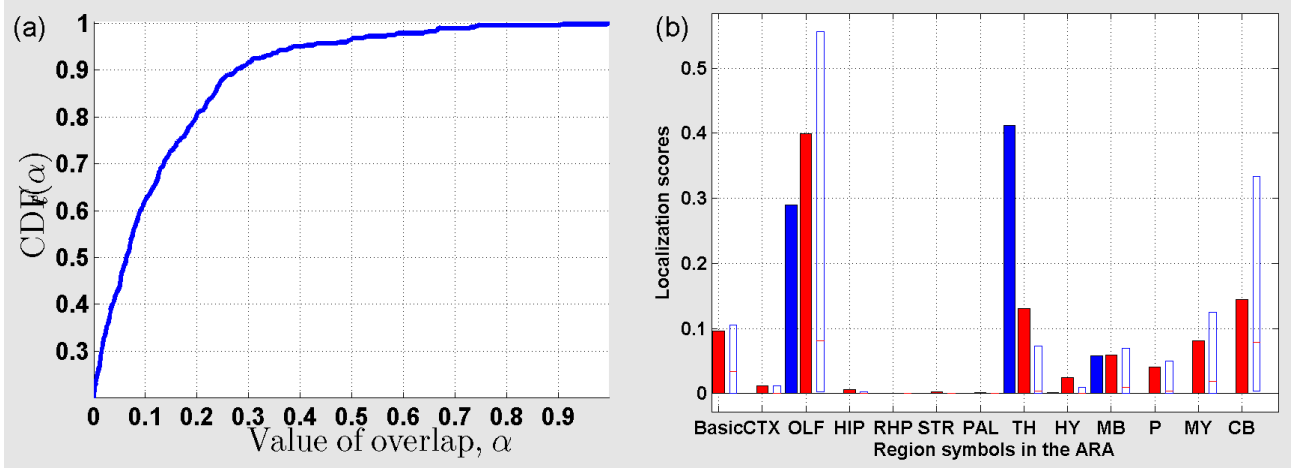 (a)
1
0.9
0.8
0.7
0.6
0.5
0.4
0.3
CDF(α)
0 0.1 0.2 0.3 0.4 0.5 0.6 0.7 0.8 0.9
Value of overlap, α
(b)
0.5
0.4
0.3
0.2
0.1
0
Localization scores
Basic CTX OLF HIP RHP STR PAL TH HY MB P MY CB
Region symbols in the ARA